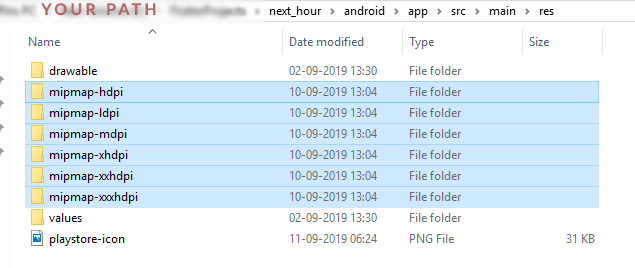 YOUR PATH › next_hour › android › app › src › main › res
Name Date modified Type Size
drawable 02-09-2019 13:30 File folder
mipmap-hdpi 10-09-2019 13:04 File folder
mipmap-ldpi 10-09-2019 13:04 File folder
mipmap-mdpi 10-09-2019 13:04 File folder
mipmap-xhdpi 10-09-2019 13:04 File folder
mipmap-xxhdpi 10-09-2019 13:04 File folder
mipmap-xxxhdpi 10-09-2019 13:04 File folder
values 02-09-2019 13:30 File folder
playstore-icon 11-09-2019 06:24 PNG File 31 KB